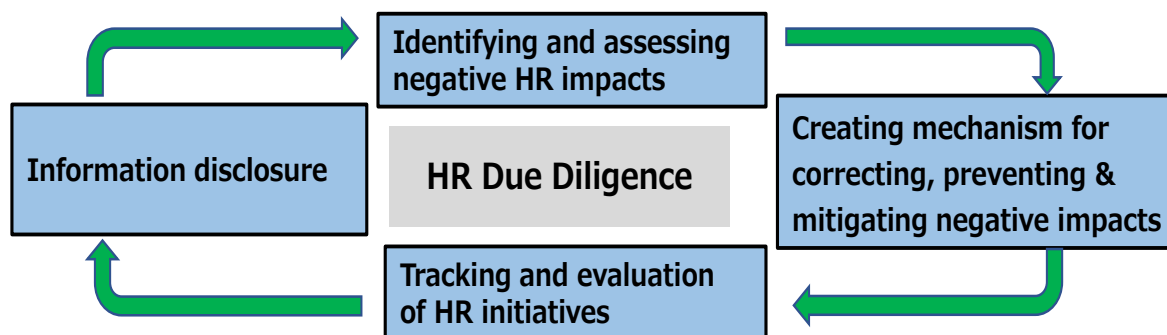 Identifying and assessing
negative HR impacts
Creating mechanism for
correcting, preventing &
mitigating negative impacts
Information disclosure
HR Due Diligence
Tracking and evaluation
of HR initiatives